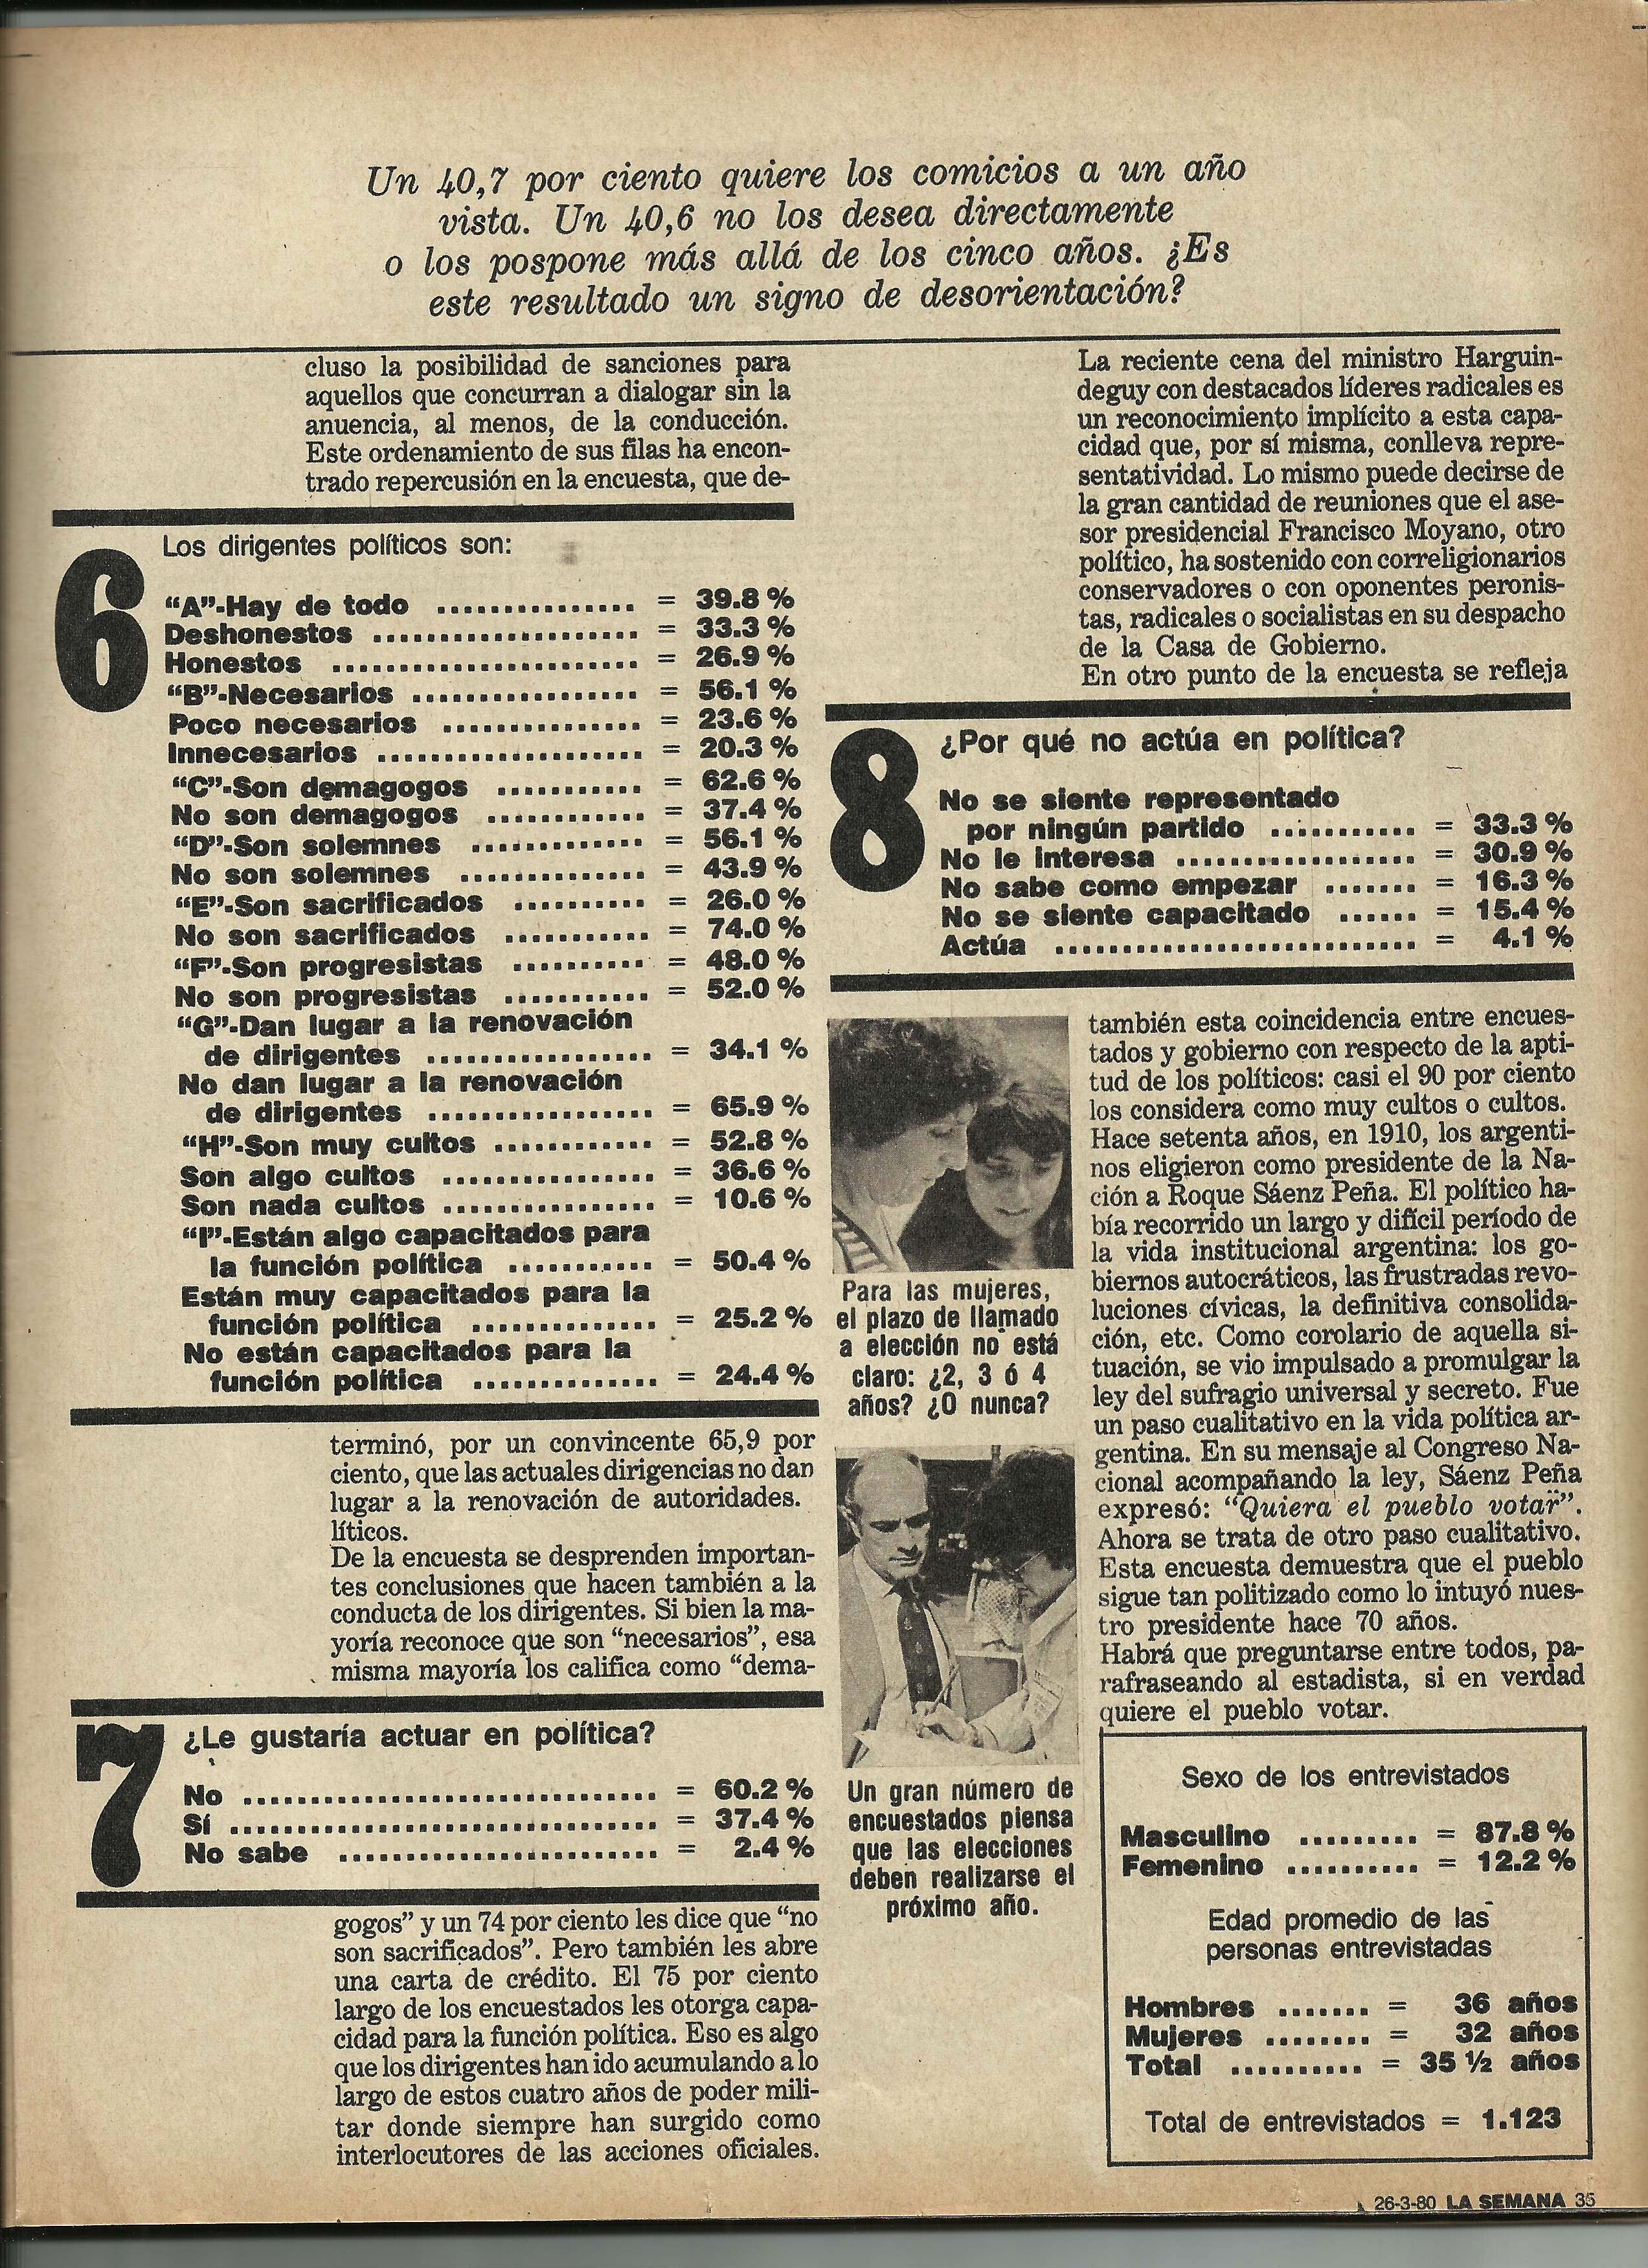 Un 40,7 por ciento quiere los comicios a un año
vista. Un 40,6 no los desea directamente
o los pospone más allá de los cinco años. ¿Es
este resultado un signo de desorientación?
cluso la posibilidad de sanciones para
aquellos que concurran a dialogar sin la
anuencia, al menos, de la conducción.
Este ordenamiento de sus filas ha encon-
trado repercusión en la encuesta, que de-
6
Los dirigentes políticos son:
“A”-Hay de todo ............... = 39.8 %
Deshonestos .................... = 33.3 %
Honestos ....................... = 26.9 %
“B”-Necesarios ................. = 56.1 %
Poco necesarios ............... = 23.6 %
Innecesarios .................... = 20.3 %
“C”-Son demagogos ........... = 62.6 %
No son demagogos ............ = 37.4 %
“D”-Son solemnes ............. = 56.1 %
No son solemnes .............. = 43.9 %
“E”-Son sacrificados .......... = 26.0 %
No son sacrificados ........... = 74.0 %
“F”-Son progresistas .......... = 48.0 %
No son progresistas ........... = 52.0 %
“G”-Dan lugar a la renovación
de dirigentes ................. = 34.1 %
No dan lugar a la renovación
de dirigentes ................. = 65.9 %
“H”-Son muy cultos ............ = 52.8 %
Son algo cultos ................ = 36.6 %
Son nada cultos ................ = 10.6 %
“I”-Están algo capacitados para
la función política ........... = 50.4 %
Están muy capacitados para la
función política .............. = 25.2 %
No están capacitados para la
función política .............. = 24.4 %
terminó, por un convincente 65,9 por
ciento, que las actuales dirigencias no dan
lugar a la renovación de autoridades.
líticos.
De la encuesta se desprenden importan-
tes conclusiones que hacen también a la
conducta de los dirigentes. Si bien la ma-
yoría reconoce que son “necesarios”, esa
misma mayoría los califica como “dema-
7
¿Le gustaría actuar en política?
No ............................... = 60.2 %
Sí ................................ = 37.4 %
No sabe ........................ = 2.4 %
gogos” y un 74 por ciento les dice que “no
son sacrificados”. Pero también les abre
una carta de crédito. El 75 por ciento
largo de los encuestados les otorga capa-
cidad para la función política. Eso es algo
que los dirigentes han ido acumulando a lo
largo de estos cuatro años de poder mili-
tar donde siempre han surgido como
interlocutores de las acciones oficiales.
La reciente cena del ministro Harguin-
deguy con destacados líderes radicales es
un reconocimiento implícito a esta capa-
cidad que, por sí misma, conlleva repre-
sentatividad. Lo mismo puede decirse de
la gran cantidad de reuniones que el ase-
sor presidencial Francisco Moyano, otro
político, ha sostenido con correligionarios
conservadores o con oponentes peronis-
tas, radicales o socialistas en su despacho
de la Casa de Gobierno.
En otro punto de la encuesta se refleja
8
¿Por qué no actúa en política?
No se siente representado
por ningún partido ........... = 33.3 %
No le interesa .................. = 30.9 %
No sabe como empezar ....... = 16.3 %
No se siente capacitado ...... = 15.4 %
Actúa ........................... = 4.1 %
Para las mujeres,
el plazo de llamado
a elección no está
claro: ¿2, 3 ó 4
años? ¿O nunca?
Un gran número de
encuestados piensa
que las elecciones
deben realizarse el
próximo año.
también esta coincidencia entre encues-
tados y gobierno con respecto de la apti-
tud de los políticos: casi el 90 por ciento
los considera como muy cultos o cultos.
Hace setenta años, en 1910, los argenti-
nos eligieron como presidente de la Na-
ción a Roque Sáenz Peña. El político ha-
bía recorrido un largo y difícil período de
la vida institucional argentina: los go-
biernos autocráticos, las frustradas revo-
luciones cívicas, la definitiva consolida-
ción, etc. Como corolario de aquella si-
tuación, se vio impulsado a promulgar la
ley del sufragio universal y secreto. Fue
un paso cualitativo en la vida política ar-
gentina. En su mensaje al Congreso Na-
cional acompañando la ley, Sáenz Peña
expresó: “Quiera el pueblo votar”.
Ahora se trata de otro paso cualitativo.
Esta encuesta demuestra que el pueblo
sigue tan politizado como lo intuyó nues-
tro presidente hace 70 años.
Habrá que preguntarse entre todos, pa-
rafraseando al estadista, si en verdad
quiere el pueblo votar.
Sexo de los entrevistados
Masculino ......... = 87.8 %
Femenino .......... = 12.2 %
Edad promedio de las
personas entrevistadas
Hombres ....... = 36 años
Mujeres ........ = 32 años
Total .......... = 35 ½ años
Total de entrevistados = 1.123
26-3-80 LA SEMANA 35